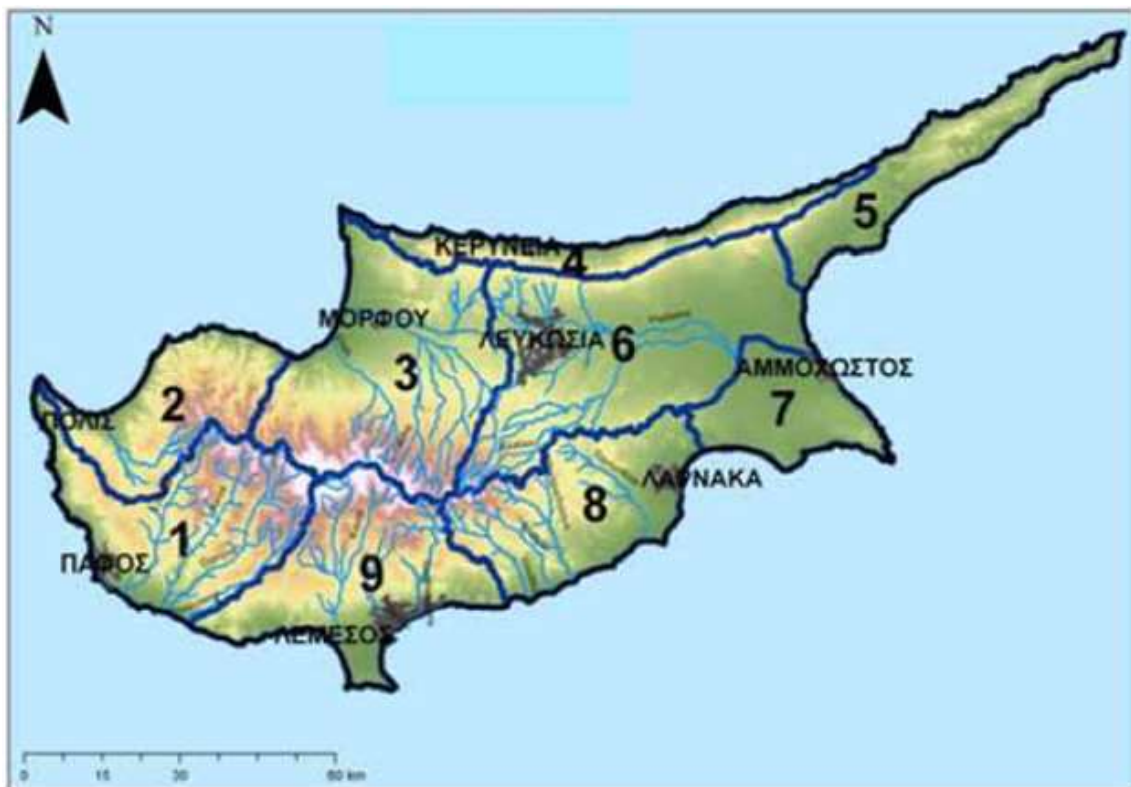 N
5
ΚΕΡΥΝΕΙΑ 4
ΜΟΡΦΟΥ
ΛΕΥΚΩΣΙΑ 6
3
ΑΜΜΟΧΩΣΤΟΣ
2
7
ΠΟΛΙΣ
ΛΑΡΝΑΚΑ
8
1
ΠΑΦΟΣ
9
ΛΕΜΕΣΟΣ
0 15 30 60 km